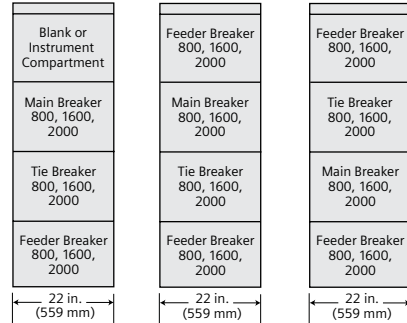 Blank or
Instrument
Compartment
Main Breaker
800, 1600,
2000
Tie Breaker
800, 1600,
2000
Feeder Breaker
800, 1600,
2000
22 in.
(559 mm)
Feeder Breaker
800, 1600,
2000
Main Breaker
800, 1600,
2000
Tie Breaker
800, 1600,
2000
Feeder Breaker
800, 1600,
2000
22 in.
(559 mm)
Feeder Breaker
800, 1600,
2000
Tie Breaker
800, 1600,
2000
Main Breaker
800, 1600,
2000
Feeder Breaker
800, 1600,
2000
22 in.
(559 mm)